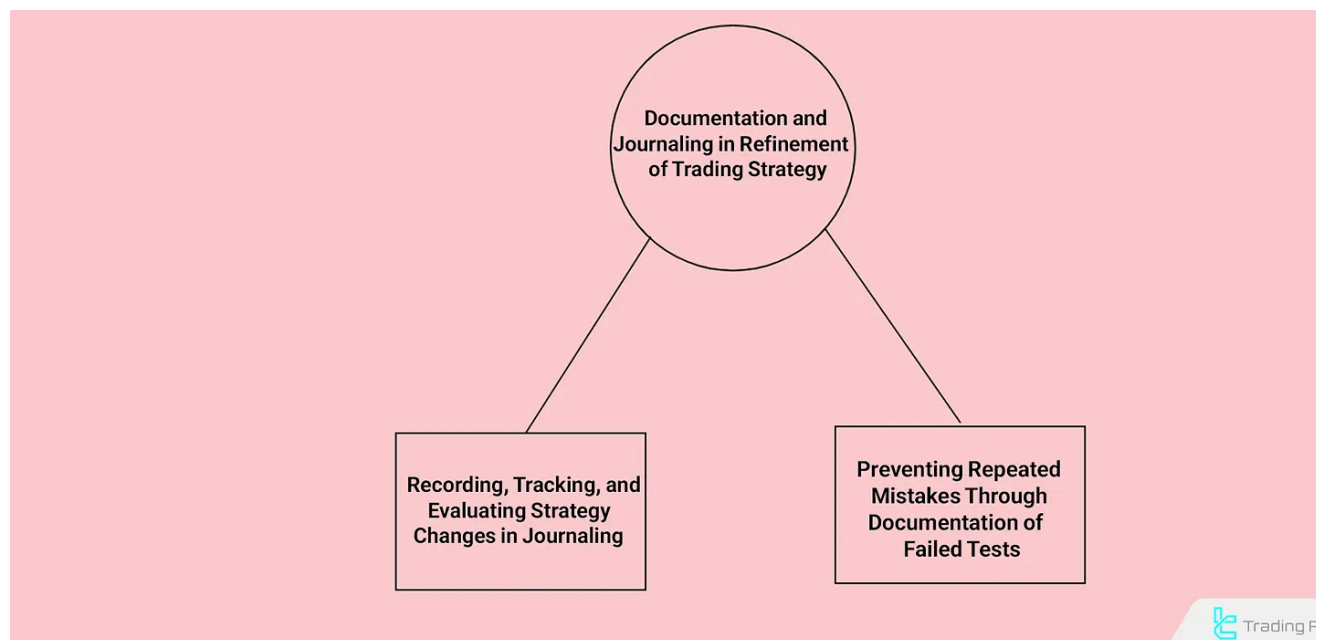 Documentation and
Journaling in Refinement
of Trading Strategy
Recording, Tracking, and
Evaluating Strategy
Changes in Journaling
Preventing Repeated
Mistakes Through
Documentation of
Failed Tests
Trading F